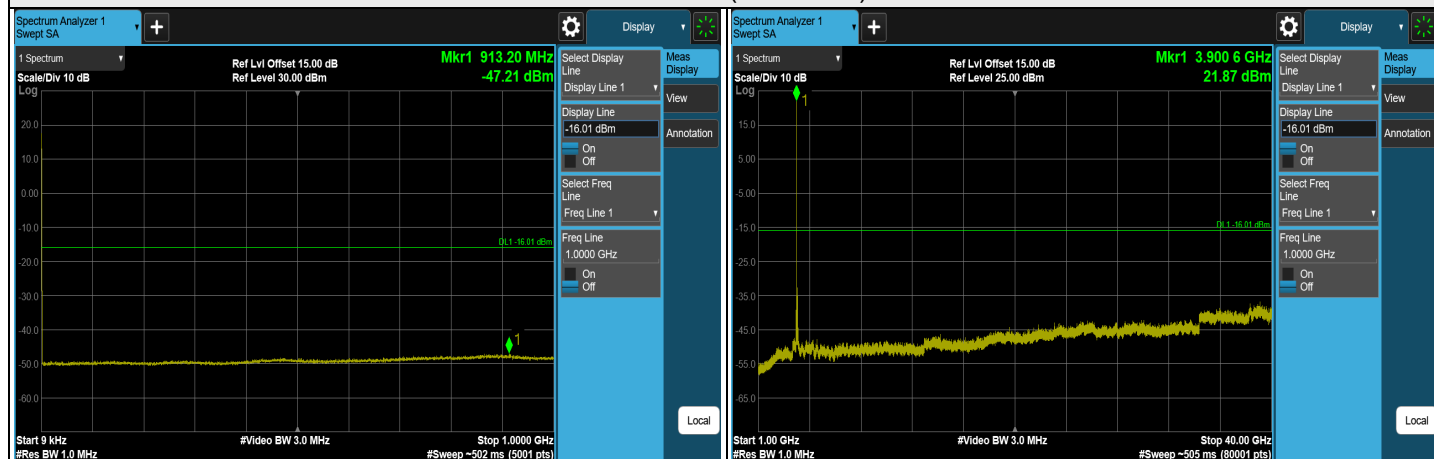 Spectrum Analyzer 1
Swept SA
+
Display
1 Spectrum
Scale/Div 10 dB
Log
Ref Lvl Offset 15.00 dB
Ref Level 30.00 dBm
Mkr1 913.20 MHz
-47.21 dBm
20.0
10.0
0.00
-10.0
-20.0
-30.0
-40.0
-50.0
-60.0
DL1 -16.01 dBm
1
Start 9 kHz
#Res BW 1.0 MHz
#Video BW 3.0 MHz
Stop 1.0000 GHz
#Sweep ~502 ms (5001 pts)
Select Display
Line
Display Line 1
Display Line
-16.01 dBm
On
Off
Select Freq
Line
Freq Line 1
Freq Line
1.0000 GHz
On
Off
Meas
Display
View
Annotation
Local
Spectrum Analyzer 1
Swept SA
+
Display
1 Spectrum
Scale/Div 10 dB
Log
Ref Lvl Offset 15.00 dB
Ref Level 25.00 dBm
Mkr1 3.900 6 GHz
21.87 dBm
1
15.0
5.00
-5.00
-15.0
-25.0
-35.0
-45.0
-55.0
-65.0
DL1 -16.01 dBm
Start 1.00 GHz
#Res BW 1.0 MHz
#Video BW 3.0 MHz
Stop 40.00 GHz
#Sweep ~505 ms (80001 pts)
Select Display
Line
Display Line 1
Display Line
-16.01 dBm
On
Off
Select Freq
Line
Freq Line 1
Freq Line
1.0000 GHz
On
Off
Meas
Display
View
Annotation
Local